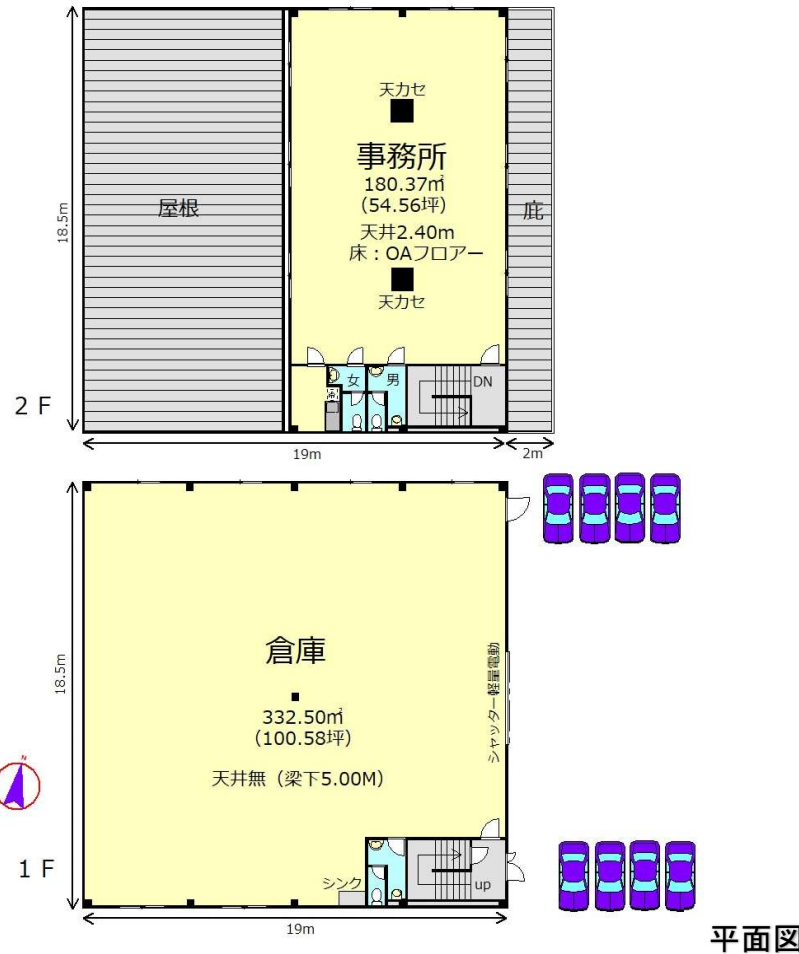 天カセ
事務所
180.37㎡
(54.56坪)
天井2.40m
床：OAフロアー
天カセ
屋根
庇
18.5m
女
男
DN
2 F
19m
2m
倉庫
332.50㎡
(100.58坪)
天井無（梁下5.00M）
シャッター軽量電動
18.5m
N
1 F
シンク
up
19m
平面図